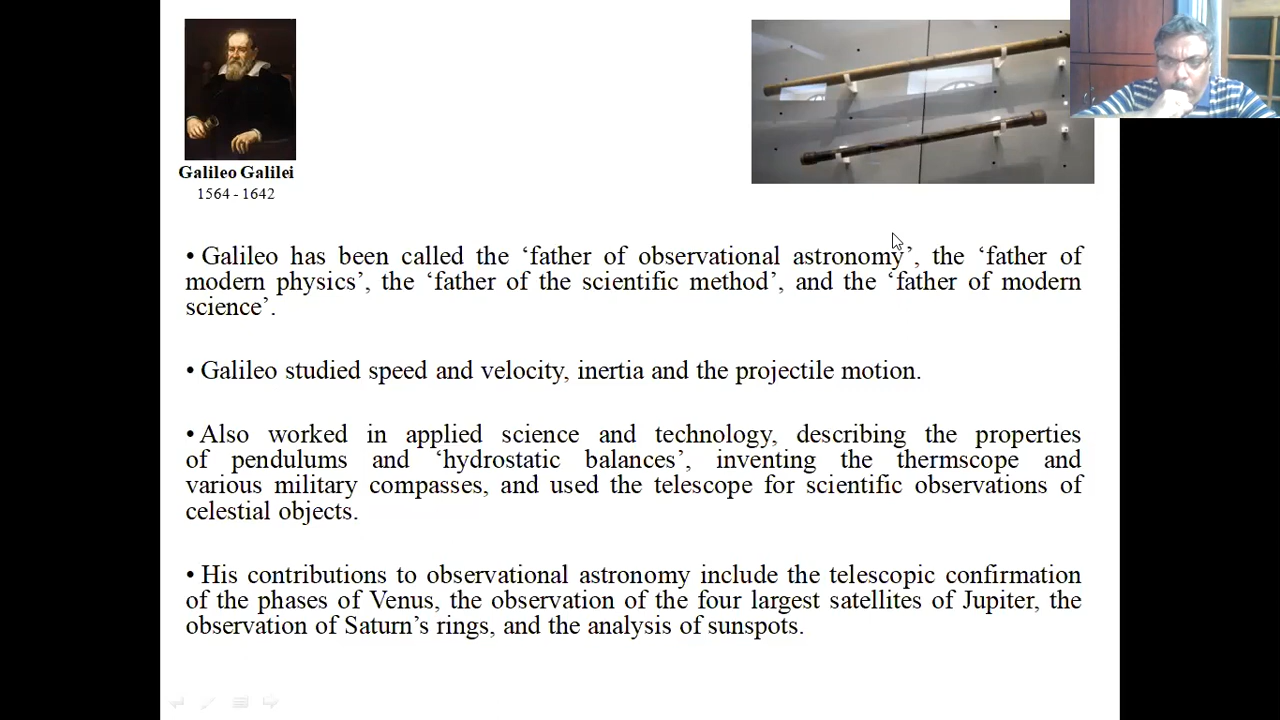 Galileo Galilei
1564 - 1642
• Galileo has been called the ‘father of observational astronomy’, the ‘father of
modern physics’, the ‘father of the scientific method’, and the ‘father of modern
science’.
• Galileo studied speed and velocity, inertia and the projectile motion.
• Also worked in applied science and technology, describing the properties
of pendulums and ‘hydrostatic balances’, inventing the thermscope and
various military compasses, and used the telescope for scientific observations of
celestial objects.
• His contributions to observational astronomy include the telescopic confirmation
of the phases of Venus, the observation of the four largest satellites of Jupiter, the
observation of Saturn’s rings, and the analysis of sunspots.